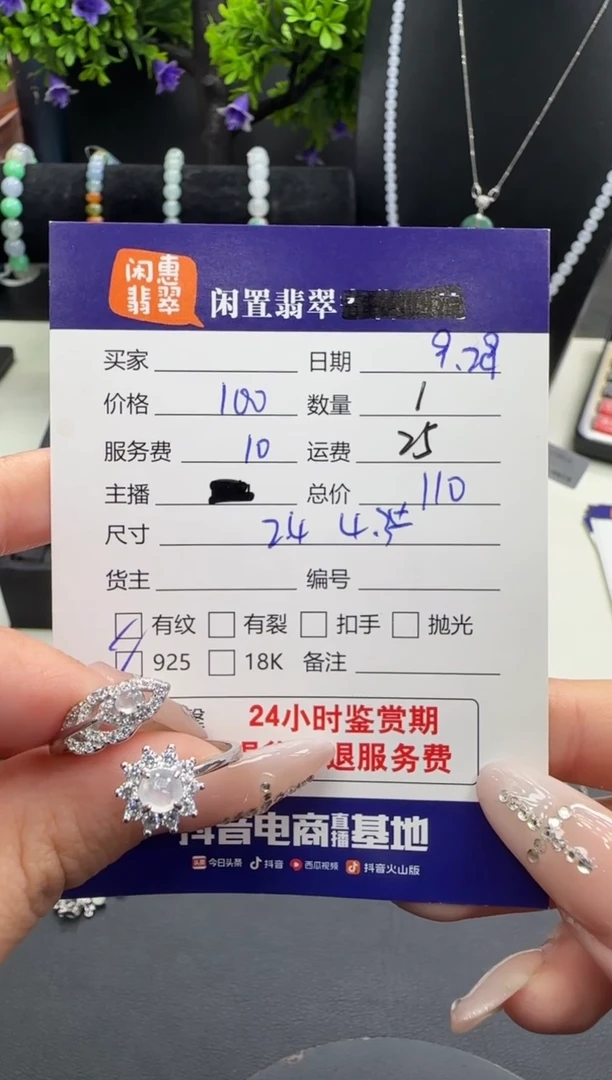 闲惠
翡翠
闲置翡翠
买家 日期 9.29
价格 100 数量 1
服务费 10 运费 25
主播 总价 110
尺寸 24 4.5
货主 编号
有纹 有裂 扣手 抛光
925 18K 备注
24小时鉴赏期
退服务费
抖音电商直播基地
头条 今日头条 抖音 西瓜视频 抖音火山版